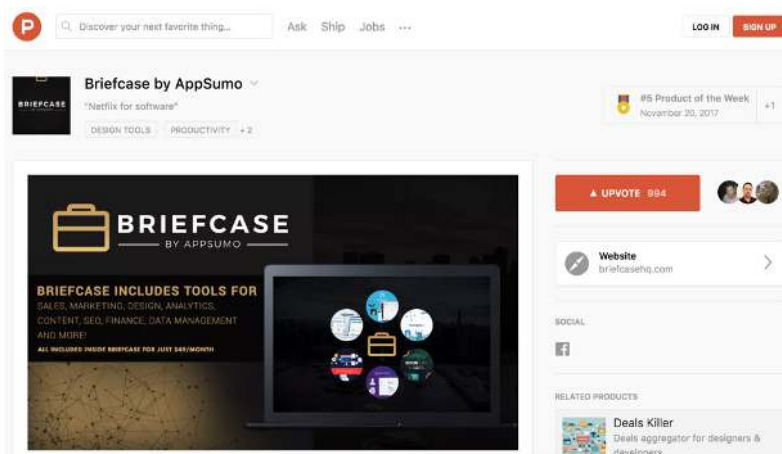 P
Discover your next favorite thing...
Ask Ship Jobs ...
LOG IN
SIGN UP
BRIEFCASE
Briefcase by AppSumo
"Netflix for software"
DESIGN TOOLS PRODUCTIVITY + 2
#5 Product of the Week
November 20, 2017
+1
BRIEFCASE
BY APPSUMO
BRIEFCASE INCLUDES TOOLS FOR
SALES, MARKETING, DESIGN, ANALYTICS,
CONTENT, SEO, FINANCE, DATA MANAGEMENT
AND MORE!
ALL INCLUDED INSIDE BRIEFCASE FOR JUST $49/MONTH
▲ UPVOTE 994
Website
briefcasehq.com
SOCIAL
RELATED PRODUCTS
Deals Killer
Deals aggregator for designers &
developers